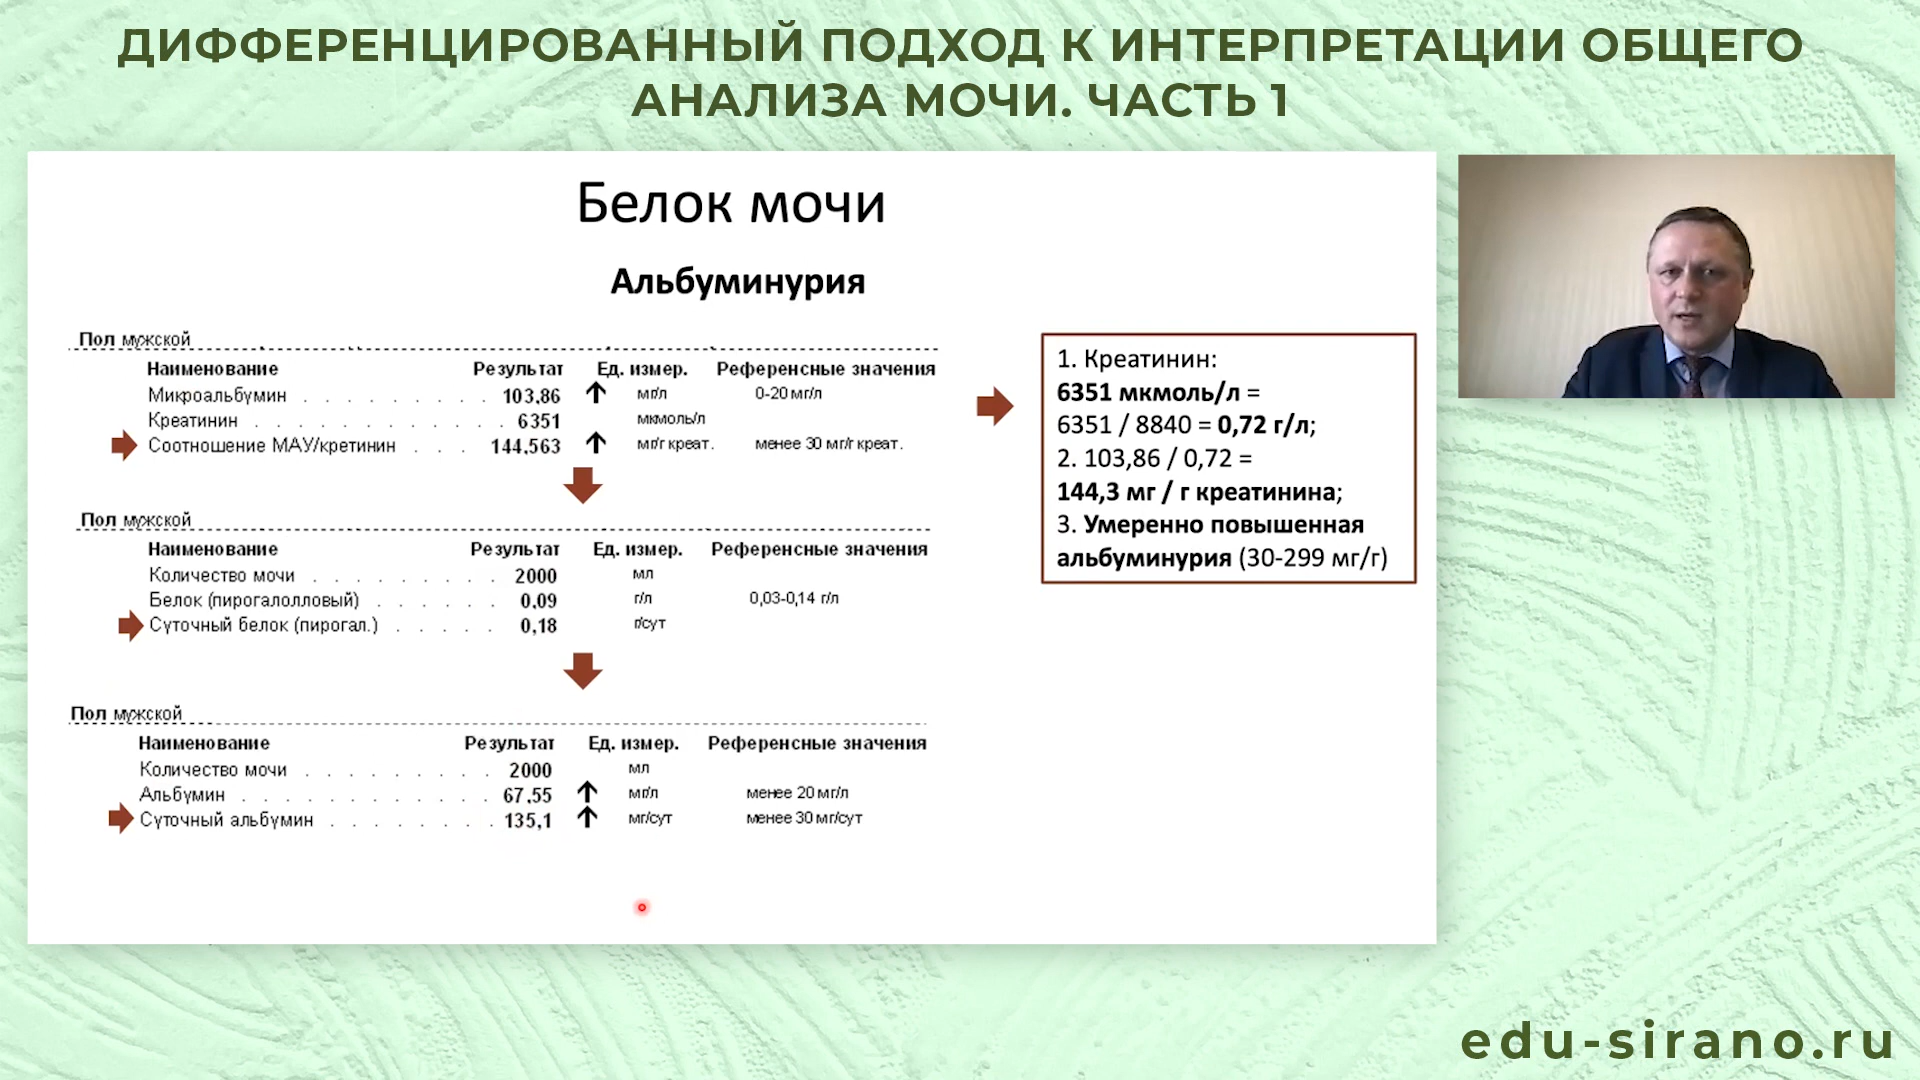 ДИФФЕРЕНЦИРОВАННЫЙ ПОДХОД К ИНТЕРПРЕТАЦИИ ОБЩЕГО
АНАЛИЗА МОЧИ. ЧАСТЬ 1
Белок мочи
Альбуминурия
Пол мужской
Наименование Результат Ед. измер. Референсные значения
Микроальбумин . . . . . . . . . 103,86 ↑ мг/л 0-20 мг/л
Креатинин . . . . . . . . . . . 6351 мкмоль/л
Соотношение МАУ/кретинин . . . 144,563 ↑ мг/г креат. менее 30 мг/г креат.
Пол мужской
Наименование Результат Ед. измер. Референсные значения
Количество мочи . . . . . . . . 2000 мл
Белок (пирогалолловый) . . . . . . 0,09 г/л 0,03-0,14 г/л
Суточный белок (пирогал.) . . . . . 0,18 г/сут
Пол мужской
Наименование Результат Ед. измер. Референсные значения
Количество мочи . . . . . . . . . 2000 мл
Альбумин . . . . . . . . . . . 67,55 ↑ мг/л менее 20 мг/л
Суточный альбумин . . . . . . . . 135,1 ↑ мг/сут менее 30 мг/сут
1. Креатинин:
6351 мкмоль/л =
6351 / 8840 = 0,72 г/л;
2. 103,86 / 0,72 =
144,3 мг / г креатинина;
3. Умеренно повышенная
альбуминурия (30-299 мг/г)
edu-sirano.ru